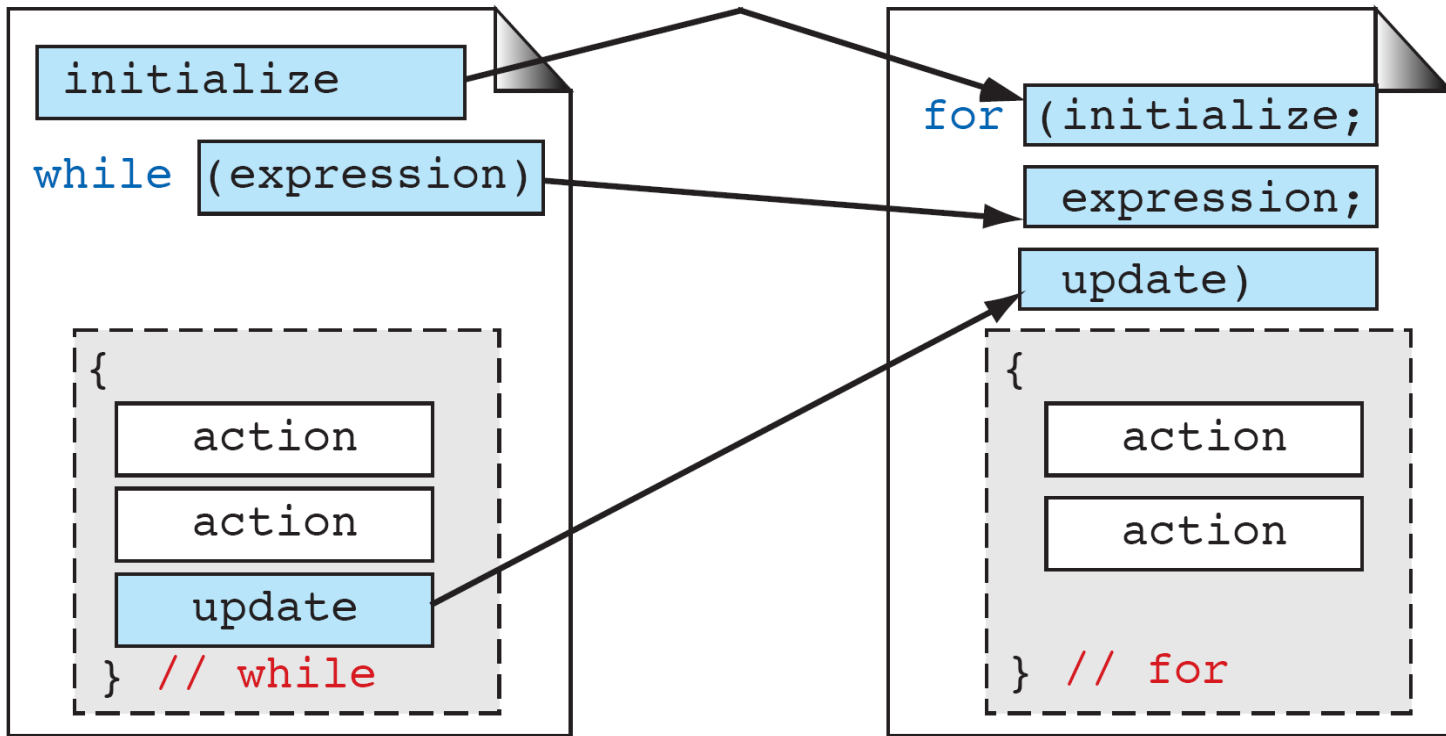 initialize
while (expression)
{
action
action
update
} // while
for (initialize;
expression;
update)
{
action
action
} // for